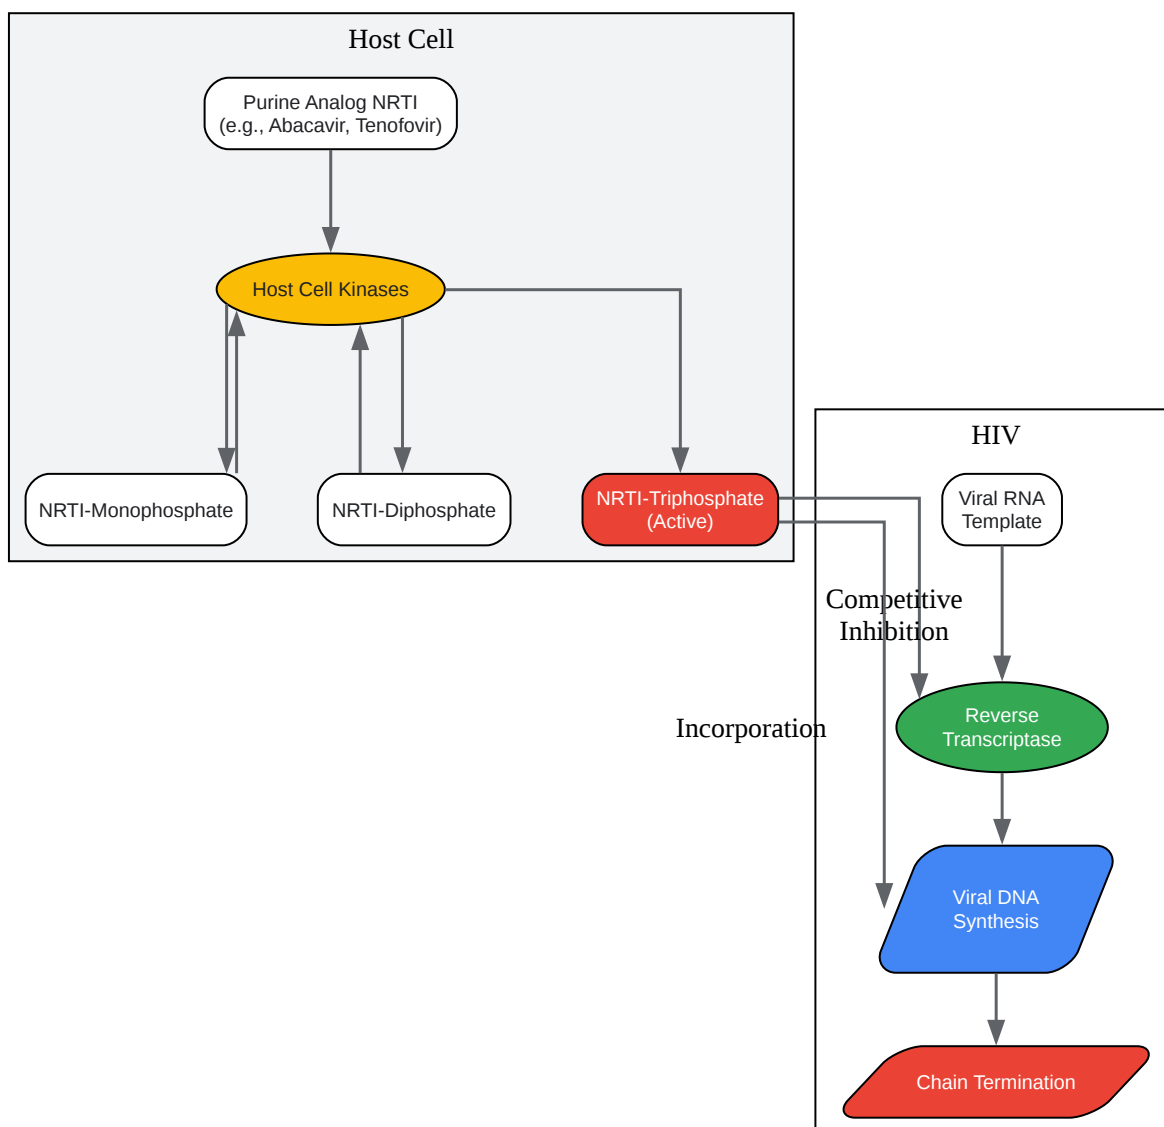 Host Cell
Purine Analog NRTI
(e.g., Abacavir, Tenofovir)
Host Cell Kinases
NRTI-Monophosphate
NRTI-Diphosphate
NRTI-Triphosphate
(Active)
HIV
Viral RNA
Template
Competitive
Inhibition
Incorporation
Reverse
Transcriptase
Viral DNA
Synthesis
Chain Termination